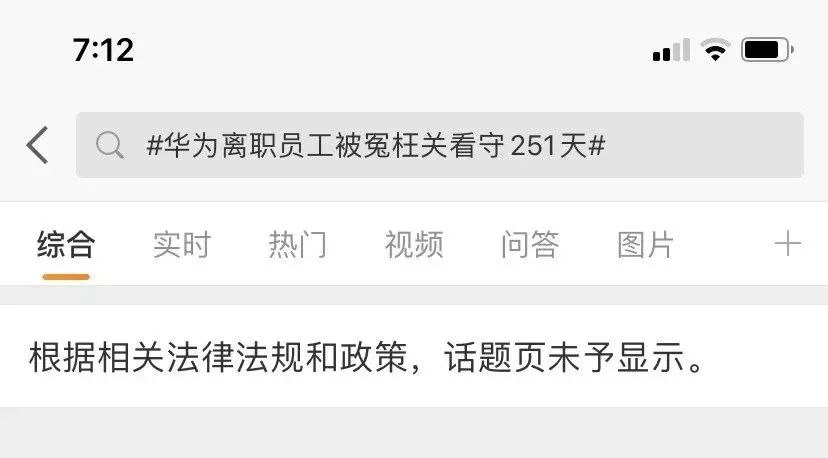 7:12
#华为离职员工被冤枉关看守251天#
综合 实时 热门 视频 问答 图片
根据相关法律法规和政策，话题页未予显示。